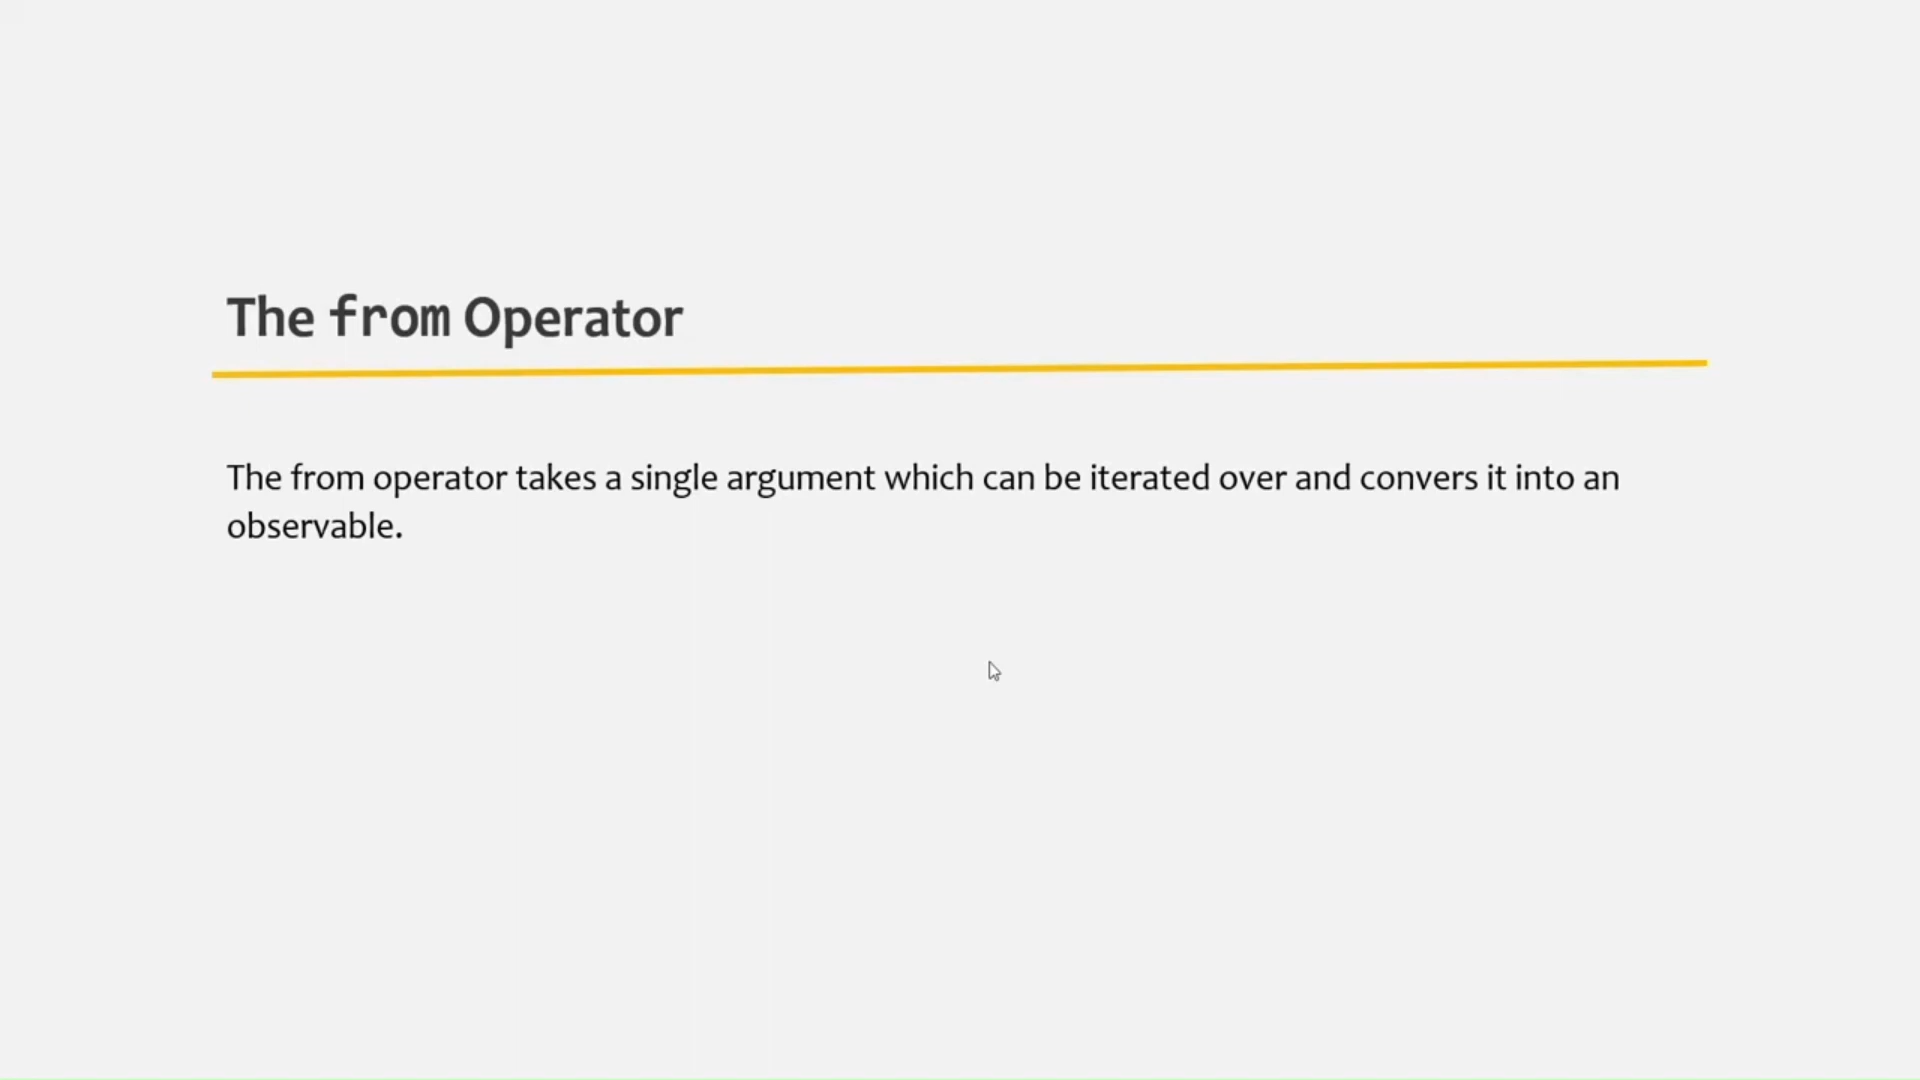 The from Operator
The from operator takes a single argument which can be iterated over and convers it into an
observable.